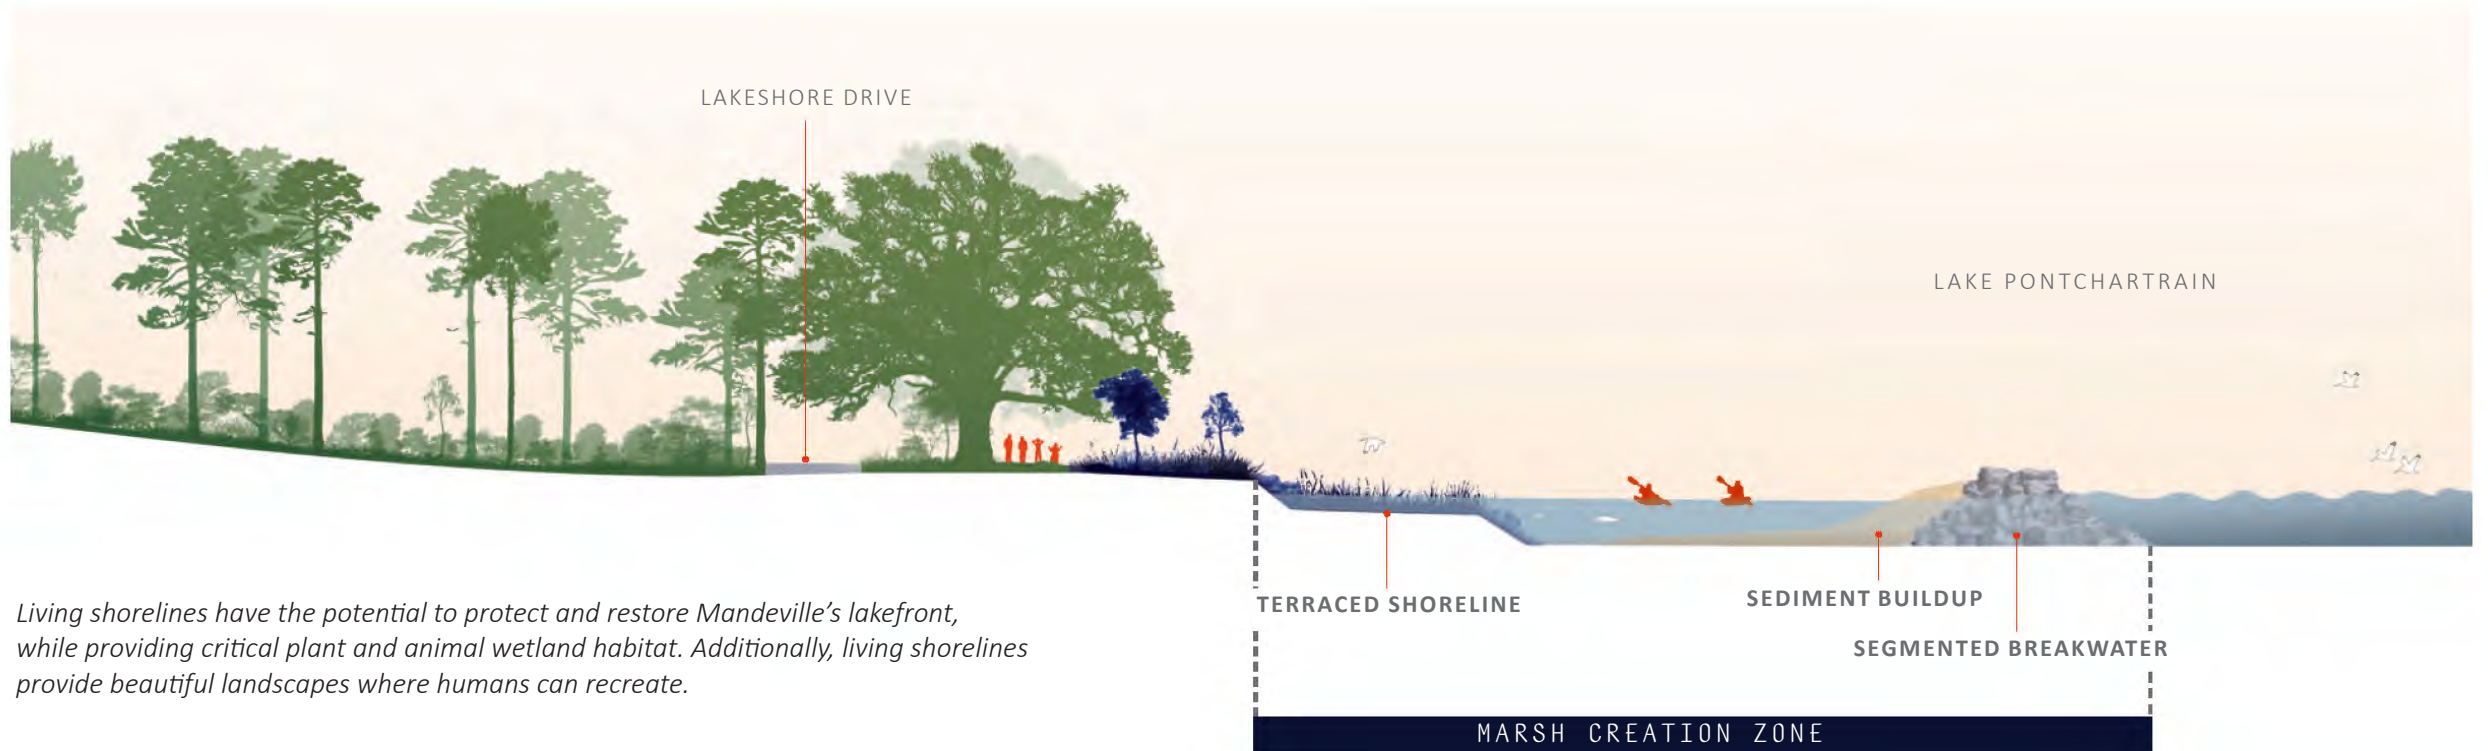 LAKESHORE DRIVE
LAKE PONTCHARTRAIN
TERRACED SHORELINE
SEDIMENT BUILDUP
SEGMENTED BREAKWATER
Living shorelines have the potential to protect and restore Mandeville's lakefront,
while providing critical plant and animal wetland habitat. Additionally, living shorelines
provide beautiful landscapes where humans can recreate.
MARSH CREATION ZONE